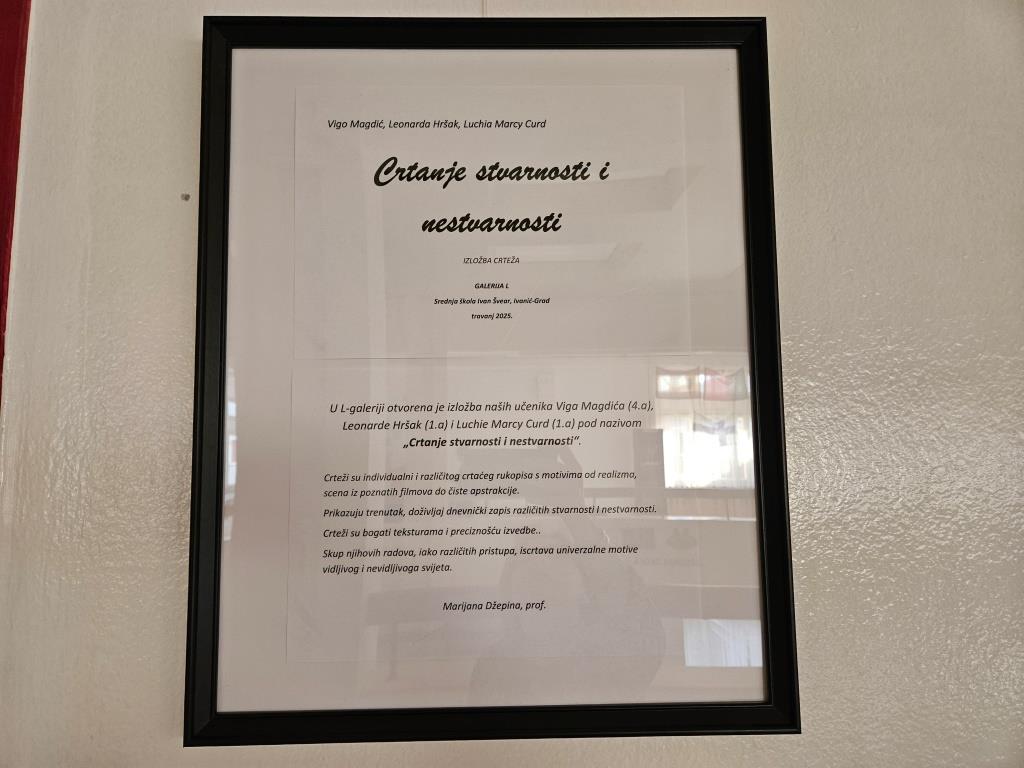 Vigo Magdić, Leonarda Hršak, Luchia Marcy Curd
Crtanje stvarnosti i
nestvarnosti
IZLOŽBA CRTEŽA
GALERIJA L
Srednja škola Ivan Švear, Ivanić-Grad
travanj 2025.
U L-galeriji otvorena je izložba naših učenika Viga Magdića (4.a),
Leonarde Hršak (1.a) i Luchie Marcy Curd (1.a) pod nazivom
„Crtanje stvarnosti i nestvarnosti“.
Crteži su individualni i različitog crtaćeg rukopisa s motivima od realizma,
scena iz poznatih filmova do čiste apstrakcije.
Prikazuju trenutak, doživljaj dnevnički zapis različitih stvarnosti I nestvarnosti.
Crteži su bogati teksturama i preciznošću izvedbe..
Skup njihovih radova, iako različitih pristupa, iscrtava univerzalne motive
vidljivog i nevidljivoga svijeta.
Marijana Džepina, prof.